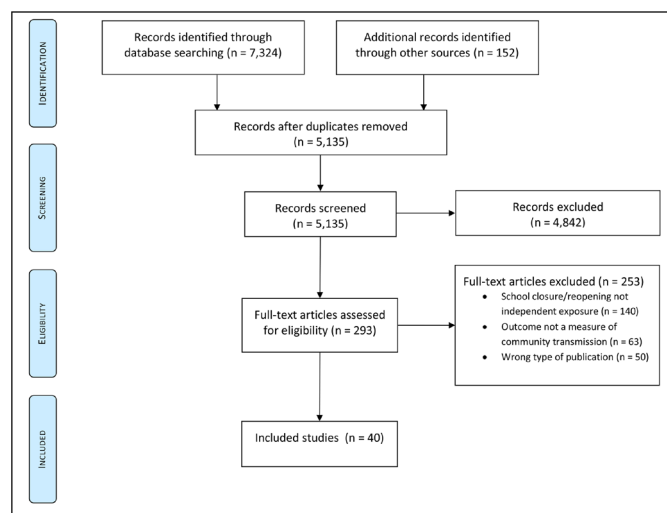 IDENTIFICATION
Records identified through
database searching (n = 7,324)
Additional records identified
through other sources (n = 152)
Records after duplicates removed
(n = 5,135)
SCREENING
Records screened
(n = 5,135)
Records excluded
(n = 4,842)
ELIGIBILITY
Full-text articles assessed
for eligibility (n = 293)
Full-text articles excluded (n = 253)
• School closure/reopening not
independent exposure (n = 140)
• Outcome not a measure of
community transmission (n = 63)
• Wrong type of publication (n = 50)
INCLUDED
Included studies (n = 40)